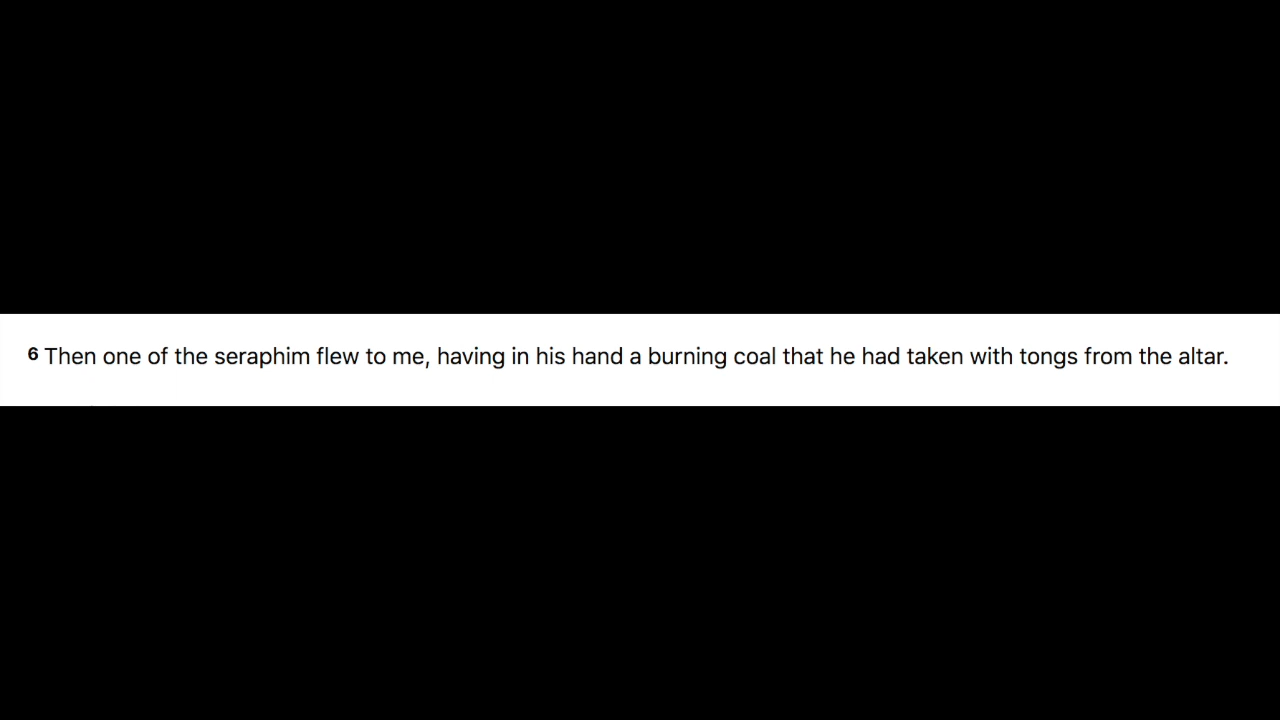 6 Then one of the seraphim flew to me, having in his hand a burning coal that he had taken with tongs from the altar.